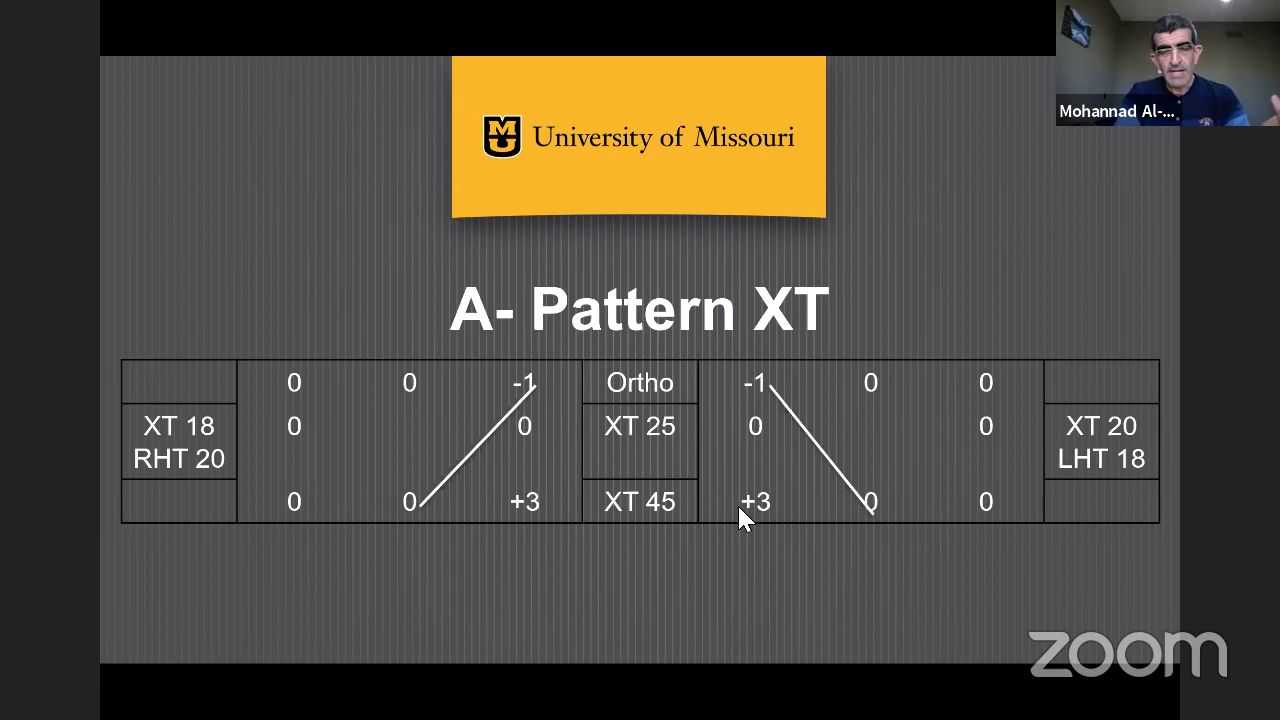 Mohannad Al-...
MU
University of Missouri
A- Pattern XT
0 0 -1 Ortho -1 0 0
XT 18 0 0 XT 25 0 0 XT 20
RHT 20 LHT 18
0 0 +3 XT 45 +3 0 0
zoom